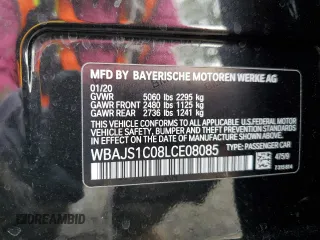 MFD BY BAYERISCHE MOTOREN WERKE AG
01/20
GVWR 5060 lbs 2295 kg
GAWR FRONT 2480 lbs 1125 kg
GAWR REAR 2736 lbs 1241 kg
THIS VEHICLE CONFORMS TO ALL APPLICABLE U.S. FEDERAL MOTOR
VEHICLE SAFETY, BUMPER AND THEFT PREVENTION STANDARDS IN
EFFECT ON THE DATE OF MANUFACTURE SHOWN ABOVE.
WBAJS1C08LCE08085 TYPE: PASSENGER CAR
475/9